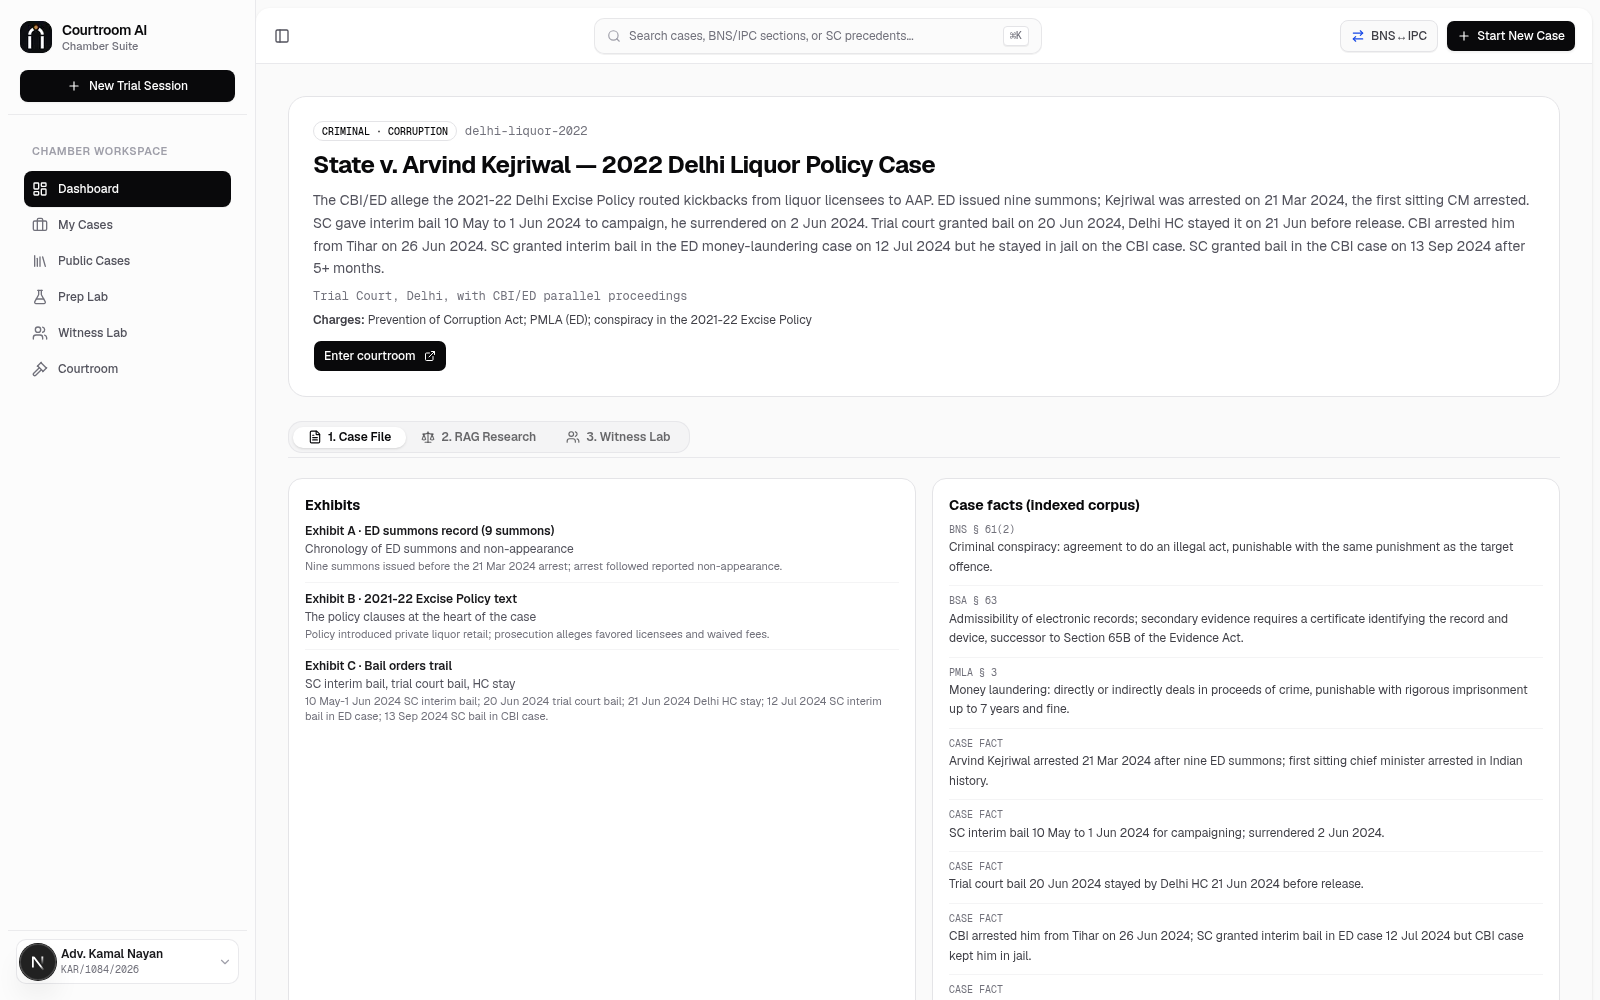 Courtroom AI
Chamber Suite
New Trial Session
CHAMBER WORKSPACE
Dashboard
My Cases
Public Cases
Prep Lab
Witness Lab
Courtroom
Adv. Kamal Nayan
KAR/1084/2026
N
Search cases, BNS/IPC sections, or SC precedents...
⌘K
BNS↔IPC
Start New Case
CRIMINAL · CORRUPTION delhi-liquor-2022
State v. Arvind Kejriwal — 2022 Delhi Liquor Policy Case
The CBI/ED allege the 2021-22 Delhi Excise Policy routed kickbacks from liquor licensees to AAP. ED issued nine summons; Kejriwal was arrested on 21 Mar 2024, the first sitting CM arrested.
SC gave interim bail 10 May to 1 Jun 2024 to campaign, he surrendered on 2 Jun 2024. Trial court granted bail on 20 Jun 2024, Delhi HC stayed it on 21 Jun before release. CBI arrested him
from Tihar on 26 Jun 2024. SC granted interim bail in the ED money-laundering case on 12 Jul 2024 but he stayed in jail on the CBI case. SC granted bail in the CBI case on 13 Sep 2024 after
5+ months.
Trial Court, Delhi, with CBI/ED parallel proceedings
Charges: Prevention of Corruption Act; PMLA (ED); conspiracy in the 2021-22 Excise Policy
Enter courtroom
1. Case File
2. RAG Research
3. Witness Lab
Exhibits
Exhibit A · ED summons record (9 summons)
Chronology of ED summons and non-appearance
Nine summons issued before the 21 Mar 2024 arrest; arrest followed reported non-appearance.
Exhibit B · 2021-22 Excise Policy text
The policy clauses at the heart of the case
Policy introduced private liquor retail; prosecution alleges favored licensees and waived fees.
Exhibit C · Bail orders trail
SC interim bail, trial court bail, HC stay
10 May-1 Jun 2024 SC interim bail; 20 Jun 2024 trial court bail; 21 Jun 2024 Delhi HC stay; 12 Jul 2024 SC interim
bail in ED case; 13 Sep 2024 SC bail in CBI case.
Case facts (indexed corpus)
BNS § 61(2)
Criminal conspiracy: agreement to do an illegal act, punishable with the same punishment as the target
offence.
BSA § 63
Admissibility of electronic records; secondary evidence requires a certificate identifying the record and
device, successor to Section 65B of the Evidence Act.
PMLA § 3
Money laundering: directly or indirectly deals in proceeds of crime, punishable with rigorous imprisonment
up to 7 years and fine.
CASE FACT
Arvind Kejriwal arrested 21 Mar 2024 after nine ED summons; first sitting chief minister arrested in Indian
history.
CASE FACT
SC interim bail 10 May to 1 Jun 2024 for campaigning; surrendered 2 Jun 2024.
CASE FACT
Trial court bail 20 Jun 2024 stayed by Delhi HC 21 Jun 2024 before release.
CASE FACT
CBI arrested him from Tihar on 26 Jun 2024; SC granted interim bail in ED case 12 Jul 2024 but CBI case
kept him in jail.
CASE FACT